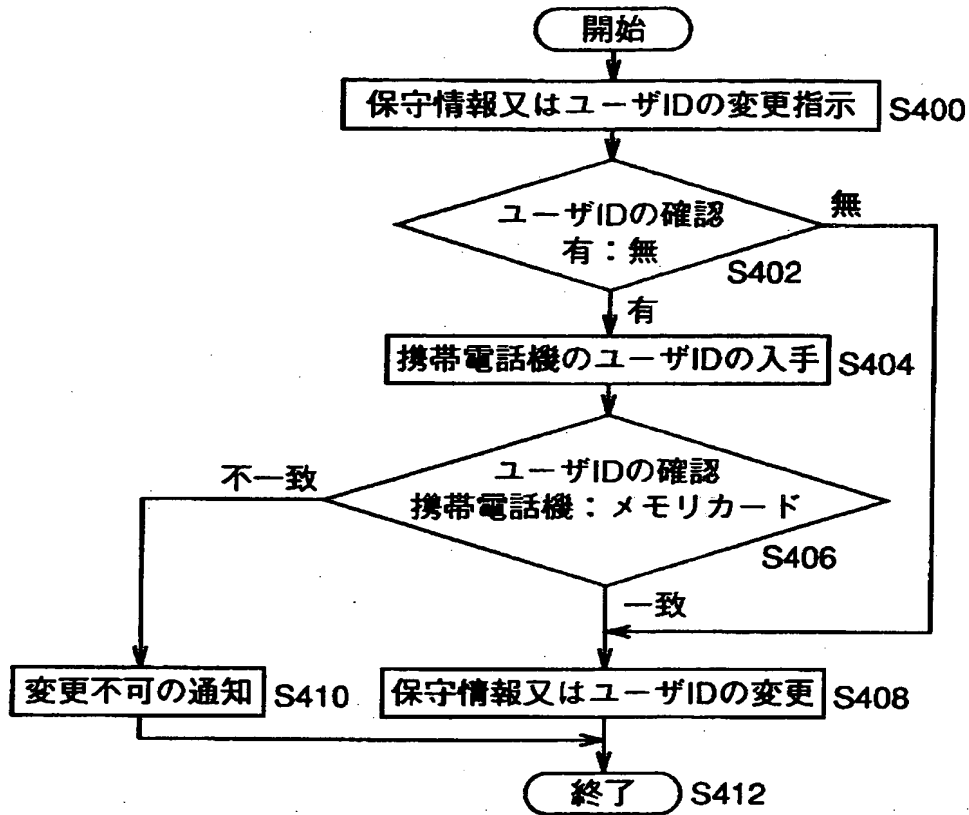 開始
保守情報又はユーザIDの変更指示 S400
無
ユーザIDの確認
有:無
S402
有
携帯電話機のユーザIDの入手 S404
不一致
ユーザIDの確認
携帯電話機:メモリカード
S406
一致
変更不可の通知 S410
保守情報又はユーザIDの変更 S408
終了 S412